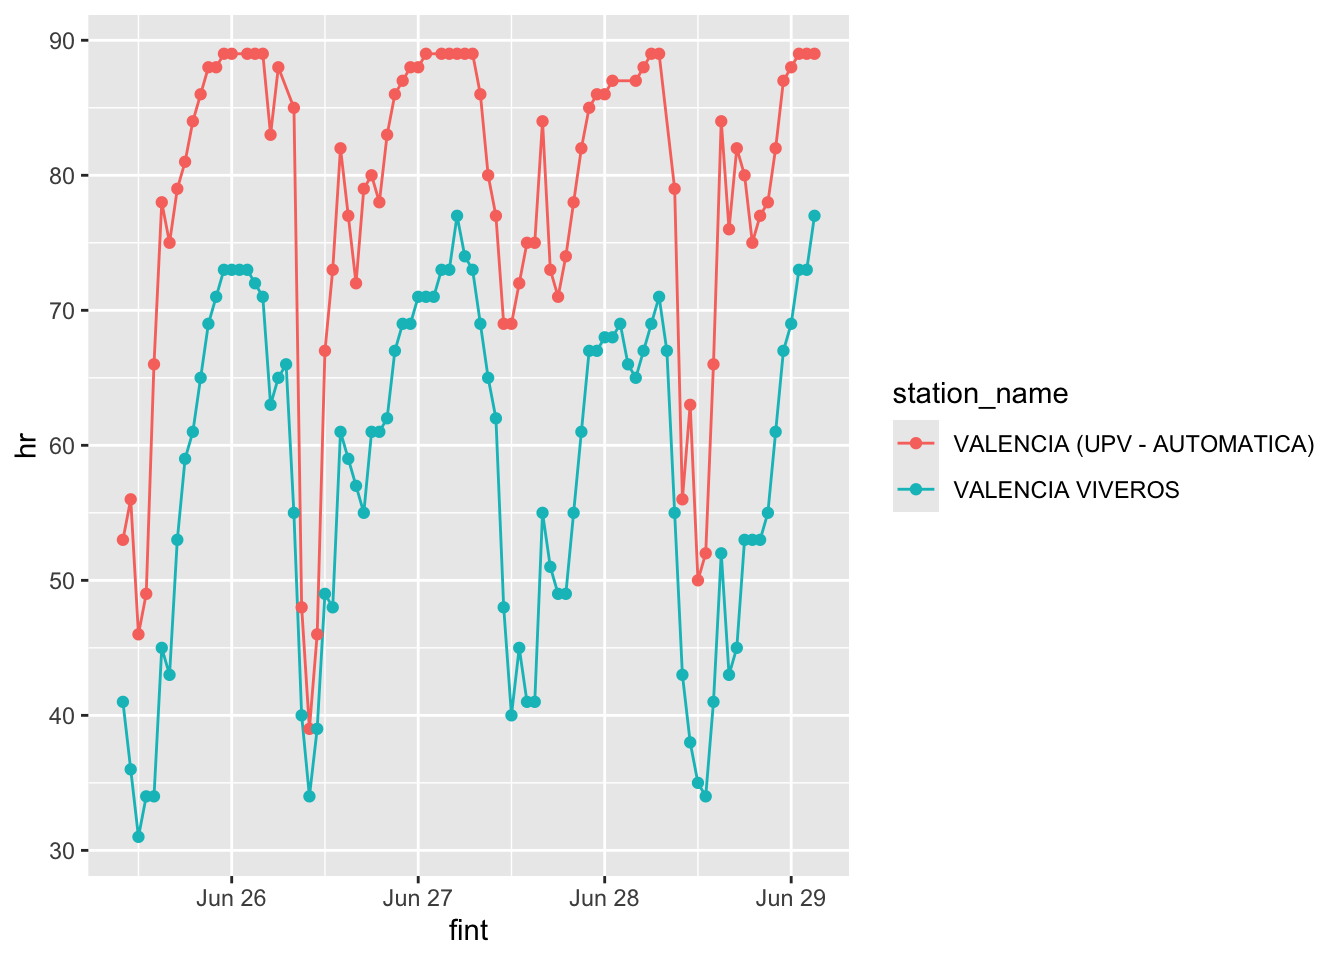 90
80
70
60
50
40
30
hr
Jun 26
Jun 27
Jun 28
Jun 29
fint
station_name
VALENCIA (UPV - AUTOMATICA)
VALENCIA VIVEROS